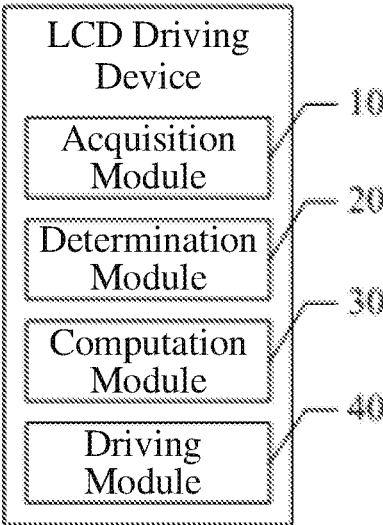 LCD Driving
Device
Acquisition
Module
10
Determination
Module
20
Computation
Module
30
Driving
Module
40